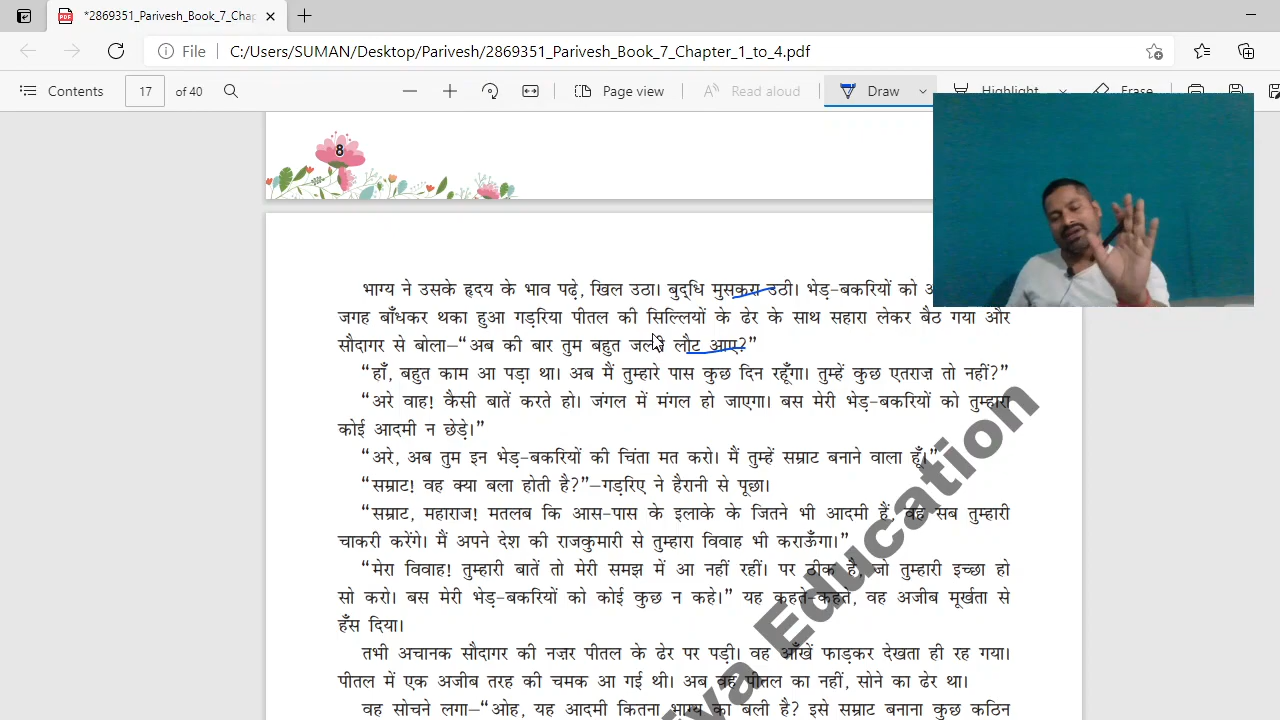 *2869351_Parivesh_Book_7_Chap
File
C:/Users/SUMAN/Desktop/Parivesh/2869351_Parivesh_Book_7_Chapter_1_to_4.pdf
Contents 17 of 40 Page view Read aloud Draw Highlight Erase
8
भाग्य ने उसके हृदय के भाव पढ़े, खिल उठा। बुद्धि मुसकरा उठी। भेड़-बकरियों को
जगह बाँधकर थका हुआ गड़रिया पीतल की सिल्लियों के ढेर के साथ सहारा लेकर बैठ गया और
सौदागर से बोला—“अब की बार तुम बहुत जल्दी लौट आए?”
“हाँ, बहुत काम आ पड़ा था। अब मैं तुम्हारे पास कुछ दिन रहूँगा। तुम्हें कुछ एतराज़ तो नहीं?”
“अरे वाह! कैसी बातें करते हो। जंगल में मंगल हो जाएगा। बस मेरी भेड़-बकरियों को तुम्हारा
कोई आदमी न छेड़े।”
“अरे, अब तुम इन भेड़-बकरियों की चिंता मत करो। मैं तुम्हें सम्राट बनाने वाला हूँ।”
“सम्राट! वह क्या बला होती है?”—गड़रिए ने हैरानी से पूछा।
“सम्राट, महाराज! मतलब कि आस-पास के इलाके के जितने भी आदमी हैं, वह सब तुम्हारी
चाकरी करेंगे। मैं अपने देश की राजकुमारी से तुम्हारा विवाह भी कराऊँगा।”
“मेरा विवाह! तुम्हारी बातें तो मेरी समझ में आ नहीं रहीं। पर ठीक है, जो तुम्हारी इच्छा हो
सो करो। बस मेरी भेड़-बकरियों को कोई कुछ न कहे।” यह कहते-कहते, वह अजीब मूर्खता से
हँस दिया।
तभी अचानक सौदागर की नज़र पीतल के ढेर पर पड़ी। वह आँखें फाड़कर देखता ही रह गया।
पीतल में एक अजीब तरह की चमक आ गई थी। अब वह पीतल का नहीं, सोने का ढेर था।
वह सोचने लगा—“ओह, यह आदमी कितना भाग्य का बली है? इसे सम्राट बनाना कुछ कठिन
Education